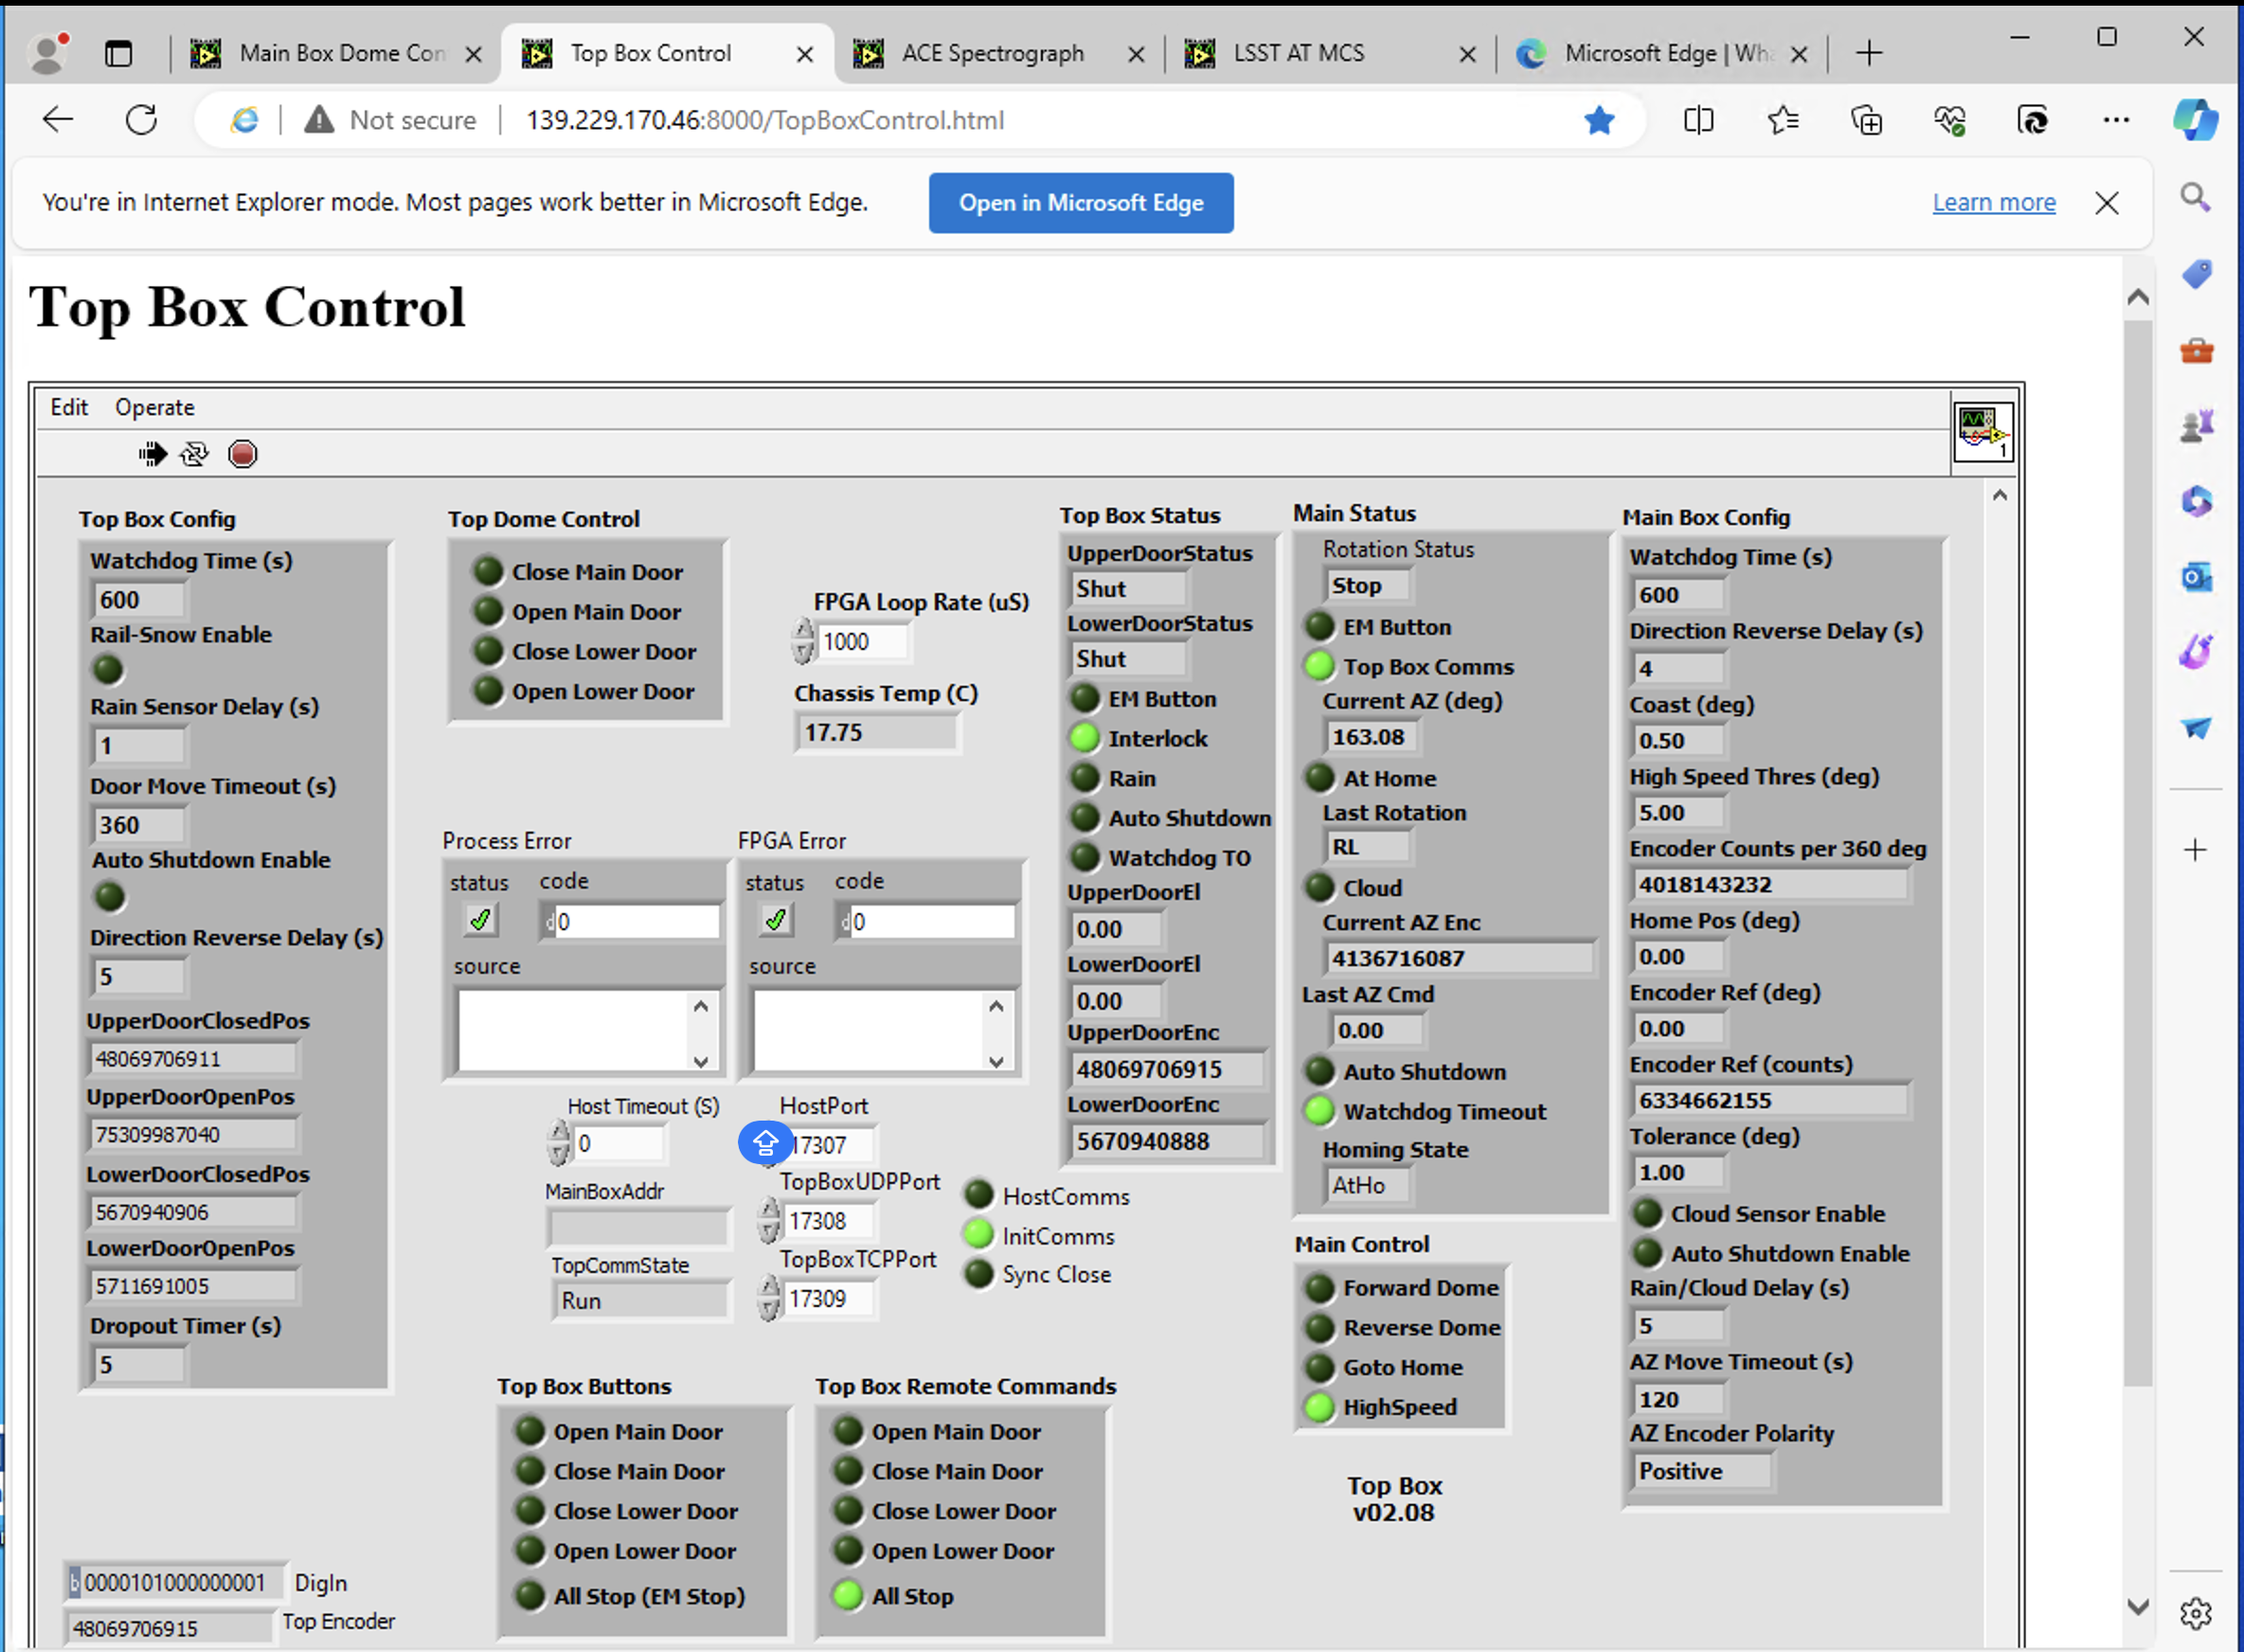 Main Box Dome Con
Top Box Control
ACE Spectrograph
LSST AT MCS
Microsoft Edge | Wha
Not secure
139.229.170.46:8000/TopBoxControl.html
You're in Internet Explorer mode. Most pages work better in Microsoft Edge.
Open in Microsoft Edge
Learn more
Top Box Control
Edit Operate
1
Top Box Config
Watchdog Time (s)
600
Rail-Snow Enable
Rain Sensor Delay (s)
1
Door Move Timeout (s)
360
Auto Shutdown Enable
Direction Reverse Delay (s)
5
UpperDoorClosedPos
48069706911
UpperDoorOpenPos
75309987040
LowerDoorClosedPos
5670940906
LowerDoorOpenPos
5711691005
Dropout Timer (s)
5
b 0000101000000001 DigIn
48069706915 Top Encoder
Top Dome Control
Close Main Door
Open Main Door
Close Lower Door
Open Lower Door
FPGA Loop Rate (uS)
1000
Chassis Temp (C)
17.75
Process Error
status code
d 0
source
FPGA Error
status code
d 0
source
Host Timeout (S)
0
MainBoxAddr
TopCommState
Run
HostPort
17307
TopBoxUDPPort
17308
TopBoxTCPPort
17309
HostComms
InitComms
Sync Close
Top Box Buttons
Open Main Door
Close Main Door
Close Lower Door
Open Lower Door
All Stop (EM Stop)
Top Box Remote Commands
Open Main Door
Close Main Door
Close Lower Door
Open Lower Door
All Stop
Top Box Status
UpperDoorStatus
Shut
LowerDoorStatus
Shut
EM Button
Interlock
Rain
Auto Shutdown
Watchdog TO
UpperDoorEl
0.00
LowerDoorEl
0.00
UpperDoorEnc
48069706915
LowerDoorEnc
5670940888
Main Status
Rotation Status
Stop
EM Button
Top Box Comms
Current AZ (deg)
163.08
At Home
Last Rotation
RL
Cloud
Current AZ Enc
4136716087
Last AZ Cmd
0.00
Auto Shutdown
Watchdog Timeout
Homing State
AtHo
Main Control
Forward Dome
Reverse Dome
Goto Home
HighSpeed
Top Box
v02.08
Main Box Config
Watchdog Time (s)
600
Direction Reverse Delay (s)
4
Coast (deg)
0.50
High Speed Thres (deg)
5.00
Encoder Counts per 360 deg
4018143232
Home Pos (deg)
0.00
Encoder Ref (deg)
0.00
Encoder Ref (counts)
6334662155
Tolerance (deg)
1.00
Cloud Sensor Enable
Auto Shutdown Enable
Rain/Cloud Delay (s)
5
AZ Move Timeout (s)
120
AZ Encoder Polarity
Positive